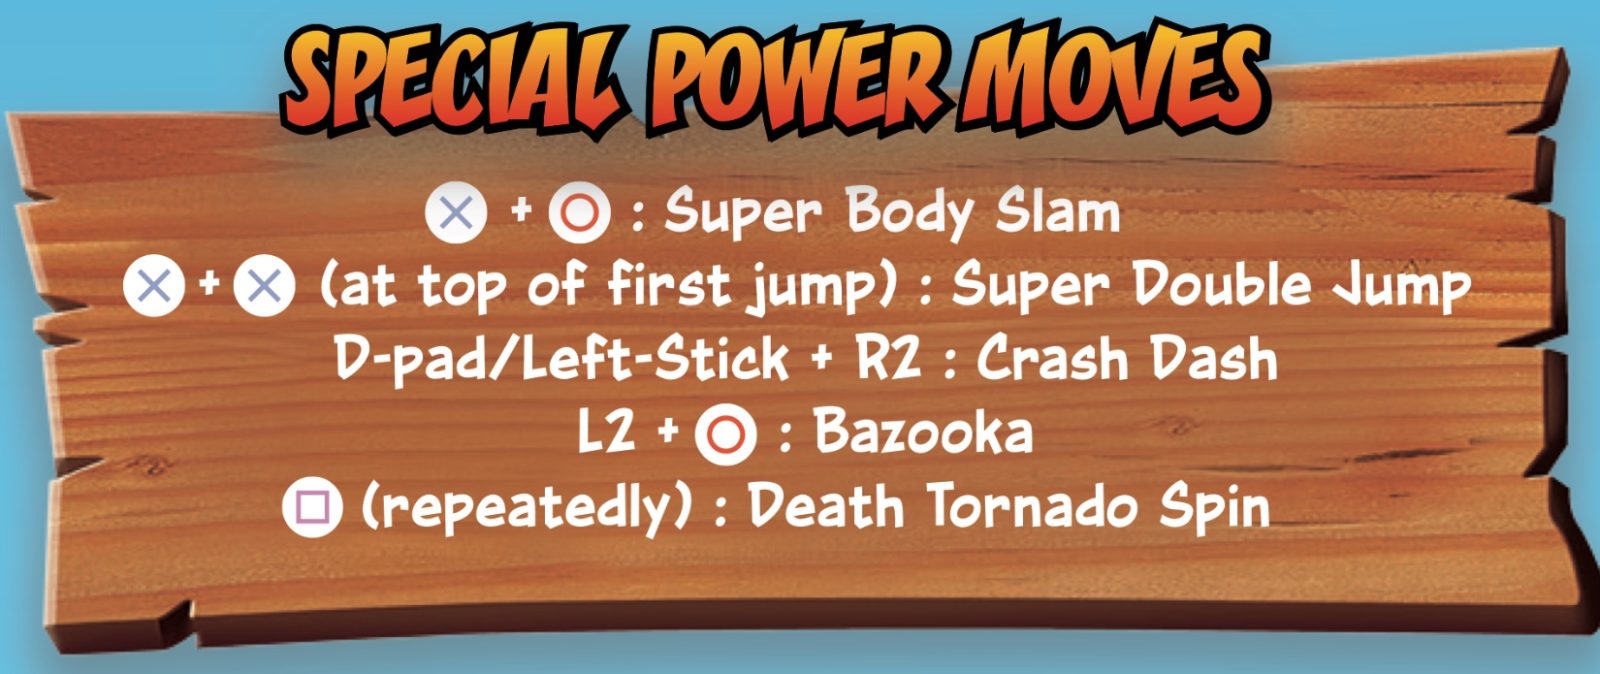 SPECIAL POWER MOVES
✕ + ○ : Super Body Slam
✕ + ✕ (at top of first jump) : Super Double Jump
D-pad/Left-Stick + R2 : Crash Dash
L2 + ○ : Bazooka
□ (repeatedly) : Death Tornado Spin